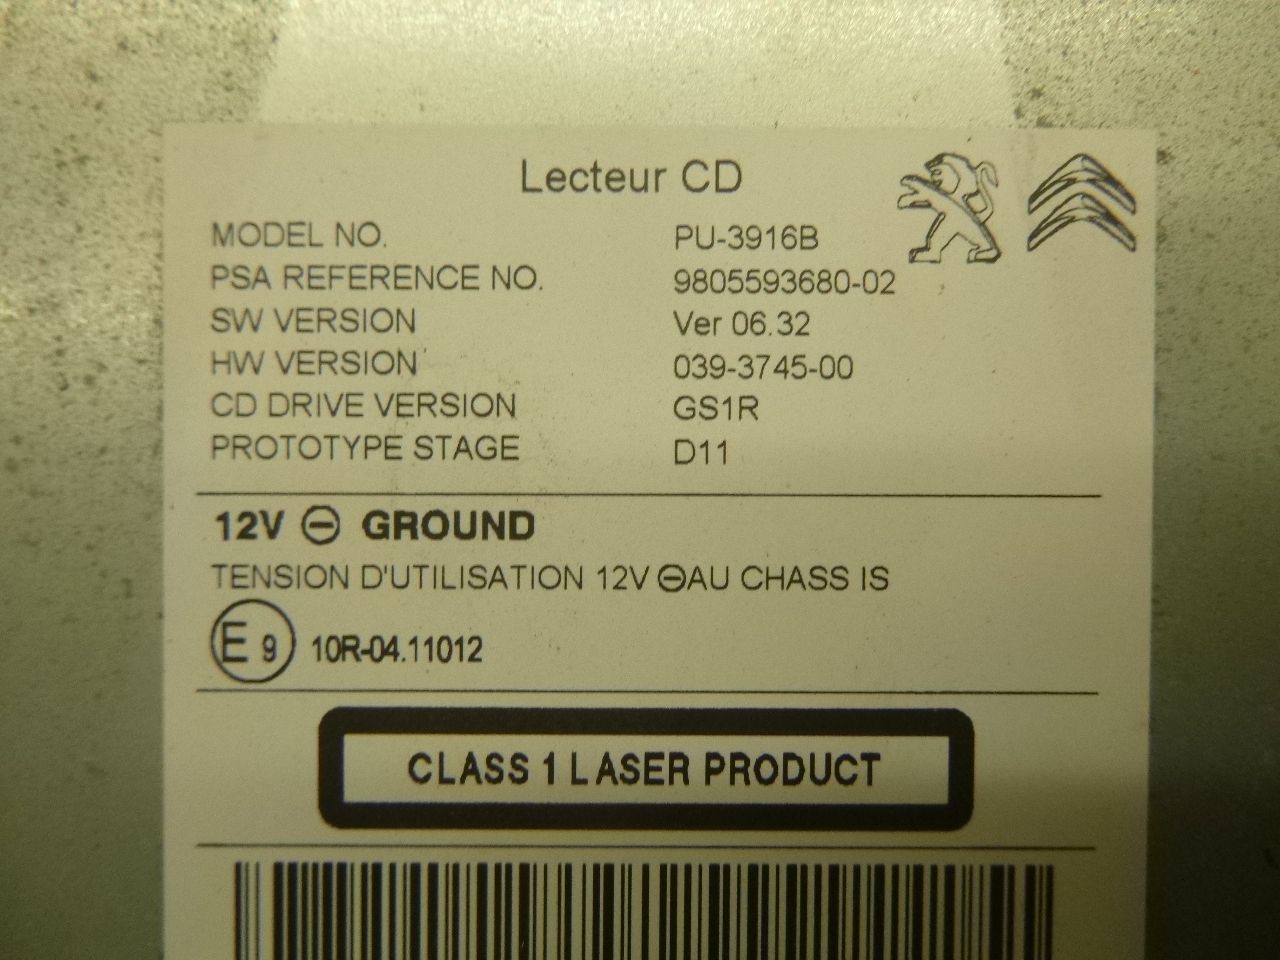 Lecteur CD
MODEL NO. PU-3916B
PSA REFERENCE NO. 9805593680-02
SW VERSION Ver 06.32
HW VERSION 039-3745-00
CD DRIVE VERSION GS1R
PROTOTYPE STAGE D11
12V ⊖ GROUND
TENSION D'UTILISATION 12V ⊖AU CHASS IS
E 9 10R-04.11012
CLASS 1 LASER PRODUCT